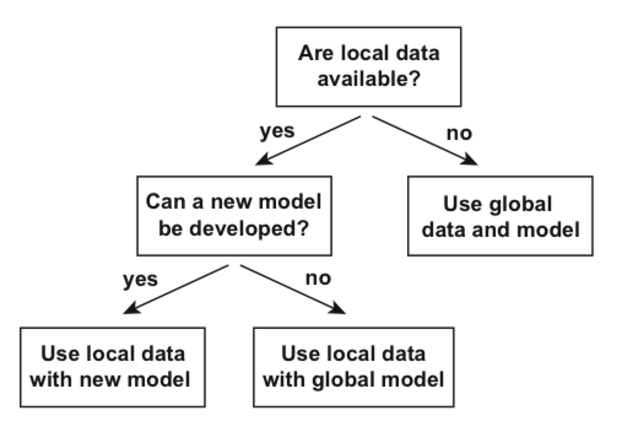 Are local data
available?
yes
no
Can a new model
be developed?
Use global
data and model
yes
no
Use local data
with new model
Use local data
with global model